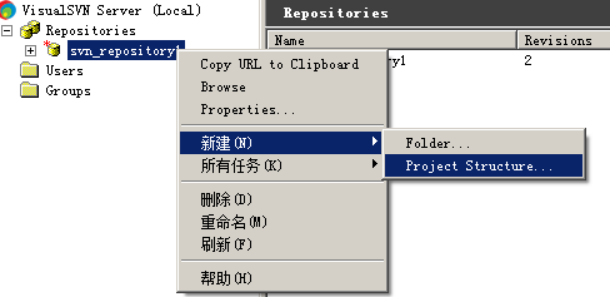 VisualSVN Server (Local)
Repositories
svn_repository1
Users
Groups
Repositories
Name
Revisions
ry1
2
Copy URL to Clipboard
Browse
Properties...
新建(N)
所有任务(K)
删除(D)
重命名(M)
刷新(F)
帮助(H)
Folder...
Project Structure...